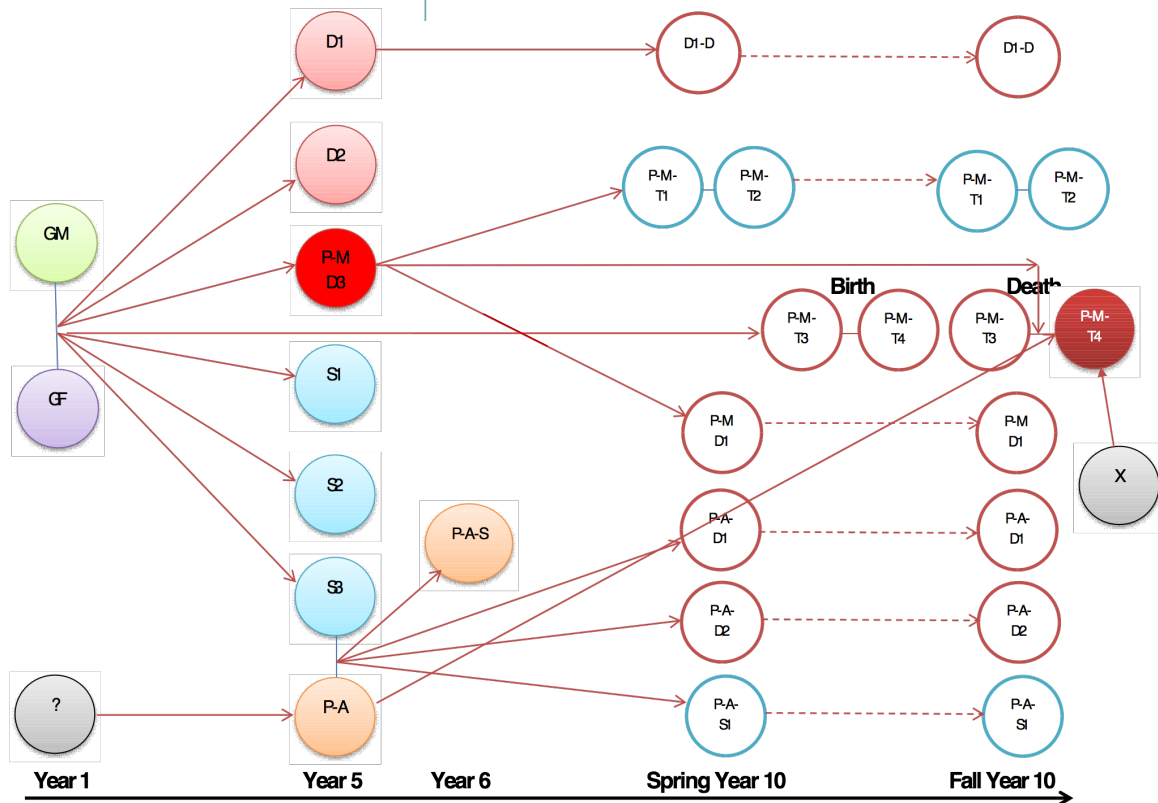 D1
D1-D
D1-D
D2
P-M-
T1
P-M-
T2
P-M-
T1
P-M-
T2
GM
P-M
D3
Birth
Death
P-M-
T3
P-M-
T4
P-M-
T3
P-M-
T4
S1
GF
P-M
D1
P-M
D1
X
S2
P-A-S
P-A-
D1
P-A-
D1
S3
P-A-
D2
P-A-
D2
?
P-A
P-A-
S1
P-A-
S1
Year 1
Year 5
Year 6
Spring Year 10
Fall Year 10